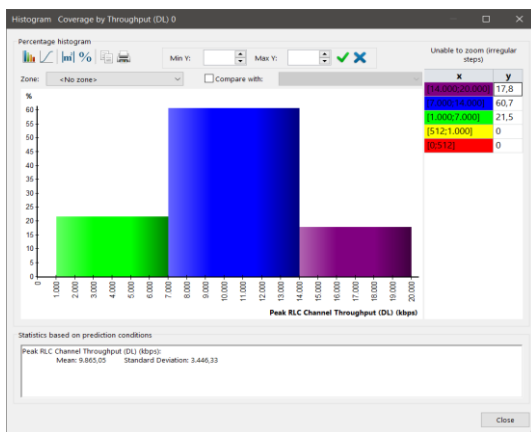 Histogram Coverage by Throughput (DL) 0
Percentage histogram
Min Y:
Max Y:
Unable to zoom (irregular
steps)
Zone:
<No zone>
Compare with:
x y
[14.000;20.000] 17,8
[7.000;14.000] 60,7
[1.000;7.000] 21,5
[512;1.000] 0
[0;512] 0
%
60
55
50
45
40
35
30
25
20
15
10
5
0
0 1.000 2.000 3.000 4.000 5.000 6.000 7.000 8.000 9.000 10.000 11.000 12.000 13.000 14.000 15.000 16.000 17.000 18.000 19.000 20.000
Peak RLC Channel Throughput (DL) (kbps)
Statistics based on prediction conditions
Peak RLC Channel Throughput (DL) (kbps):
Mean: 9.865,05 Standard Deviation: 3.446,33
Close